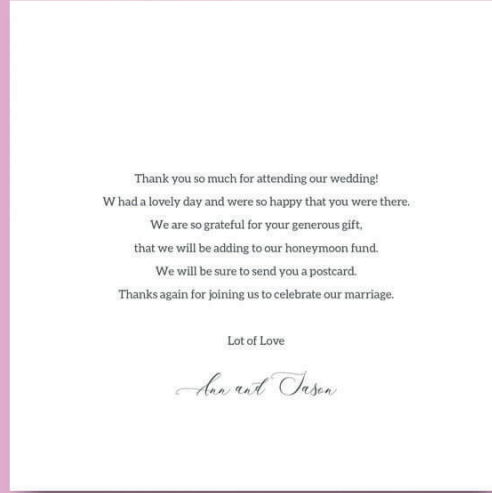 Thank you so much for attending our wedding!
W had a lovely day and were so happy that you were there.
We are so grateful for your generous gift,
that we will be adding to our honeymoon fund.
We will be sure to send you a postcard.
Thanks again for joining us to celebrate our marriage.
Lot of Love
Ann and Jason